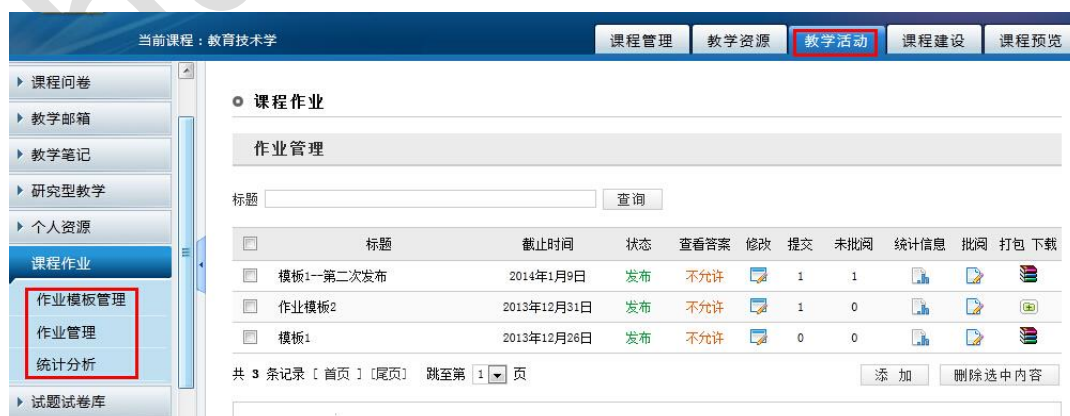 当前课程：教育技术学 课程管理 教学资源 教学活动 课程建设 课程预览
课程问卷
教学邮箱
教学笔记
研究型教学
个人资源
课程作业
作业模板管理
作业管理
统计分析
试题试卷库
课程作业
作业管理
标题 查询
标题 截止时间 状态 查看答案 修改 提交 未批阅 统计信息 批阅 打包 下载
模板1--第二次发布 2014年1月9日 发布 不允许 1 1
作业模板2 2013年12月31日 发布 不允许 1 0
模板1 2013年12月26日 发布 不允许 0 0
共 3 条记录 [ 首页 ] [尾页] 跳至第 1 页 添 加 删除选中内容